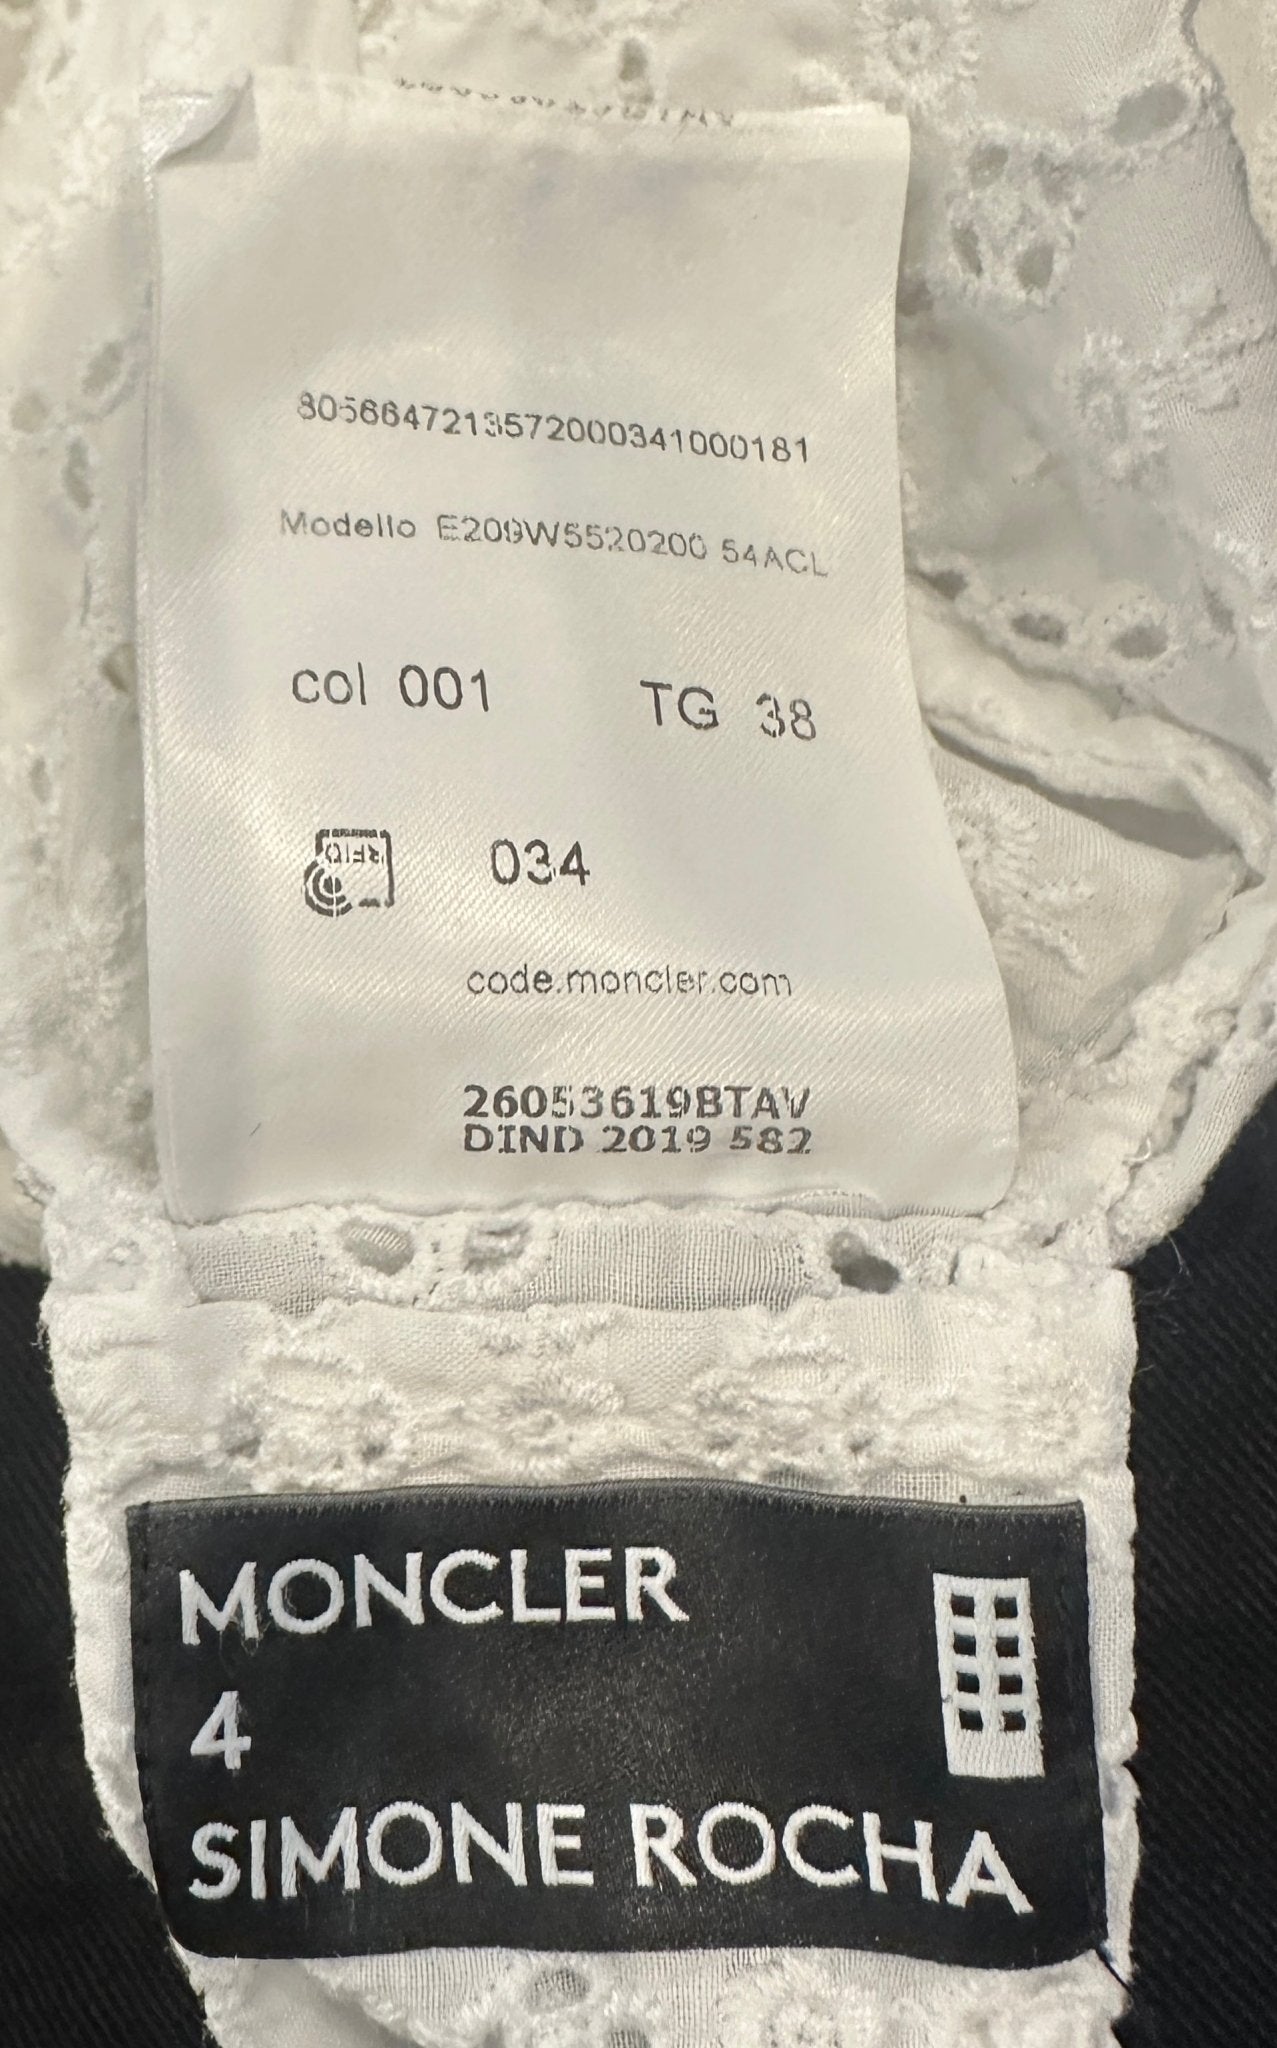 8056647213572000341000181
Modello E209W5520200 54ACL
col 001 TG 38
RFID 034
code.moncler.com
26053619BTAV
DIND 2019 582
MONCLER
4
SIMONE ROCHA